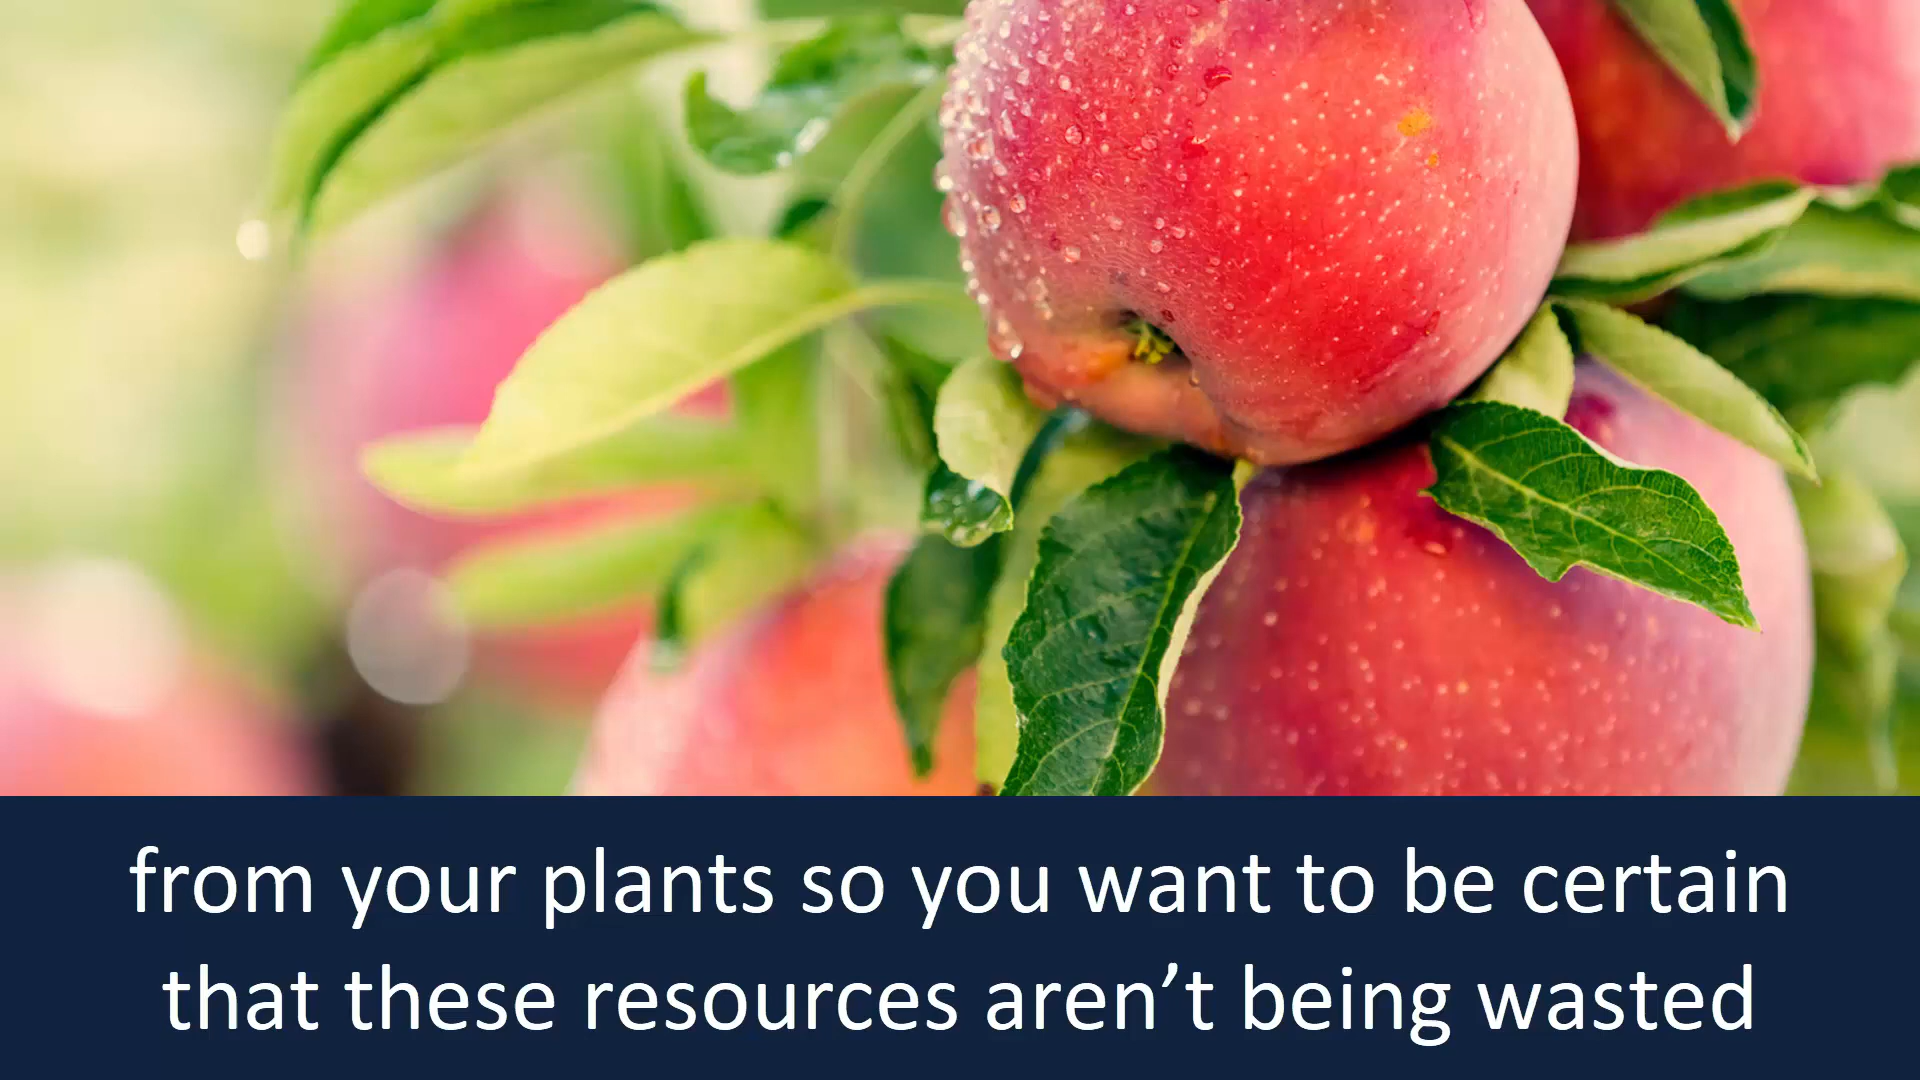 from your plants so you want to be certain
that these resources aren’t being wasted